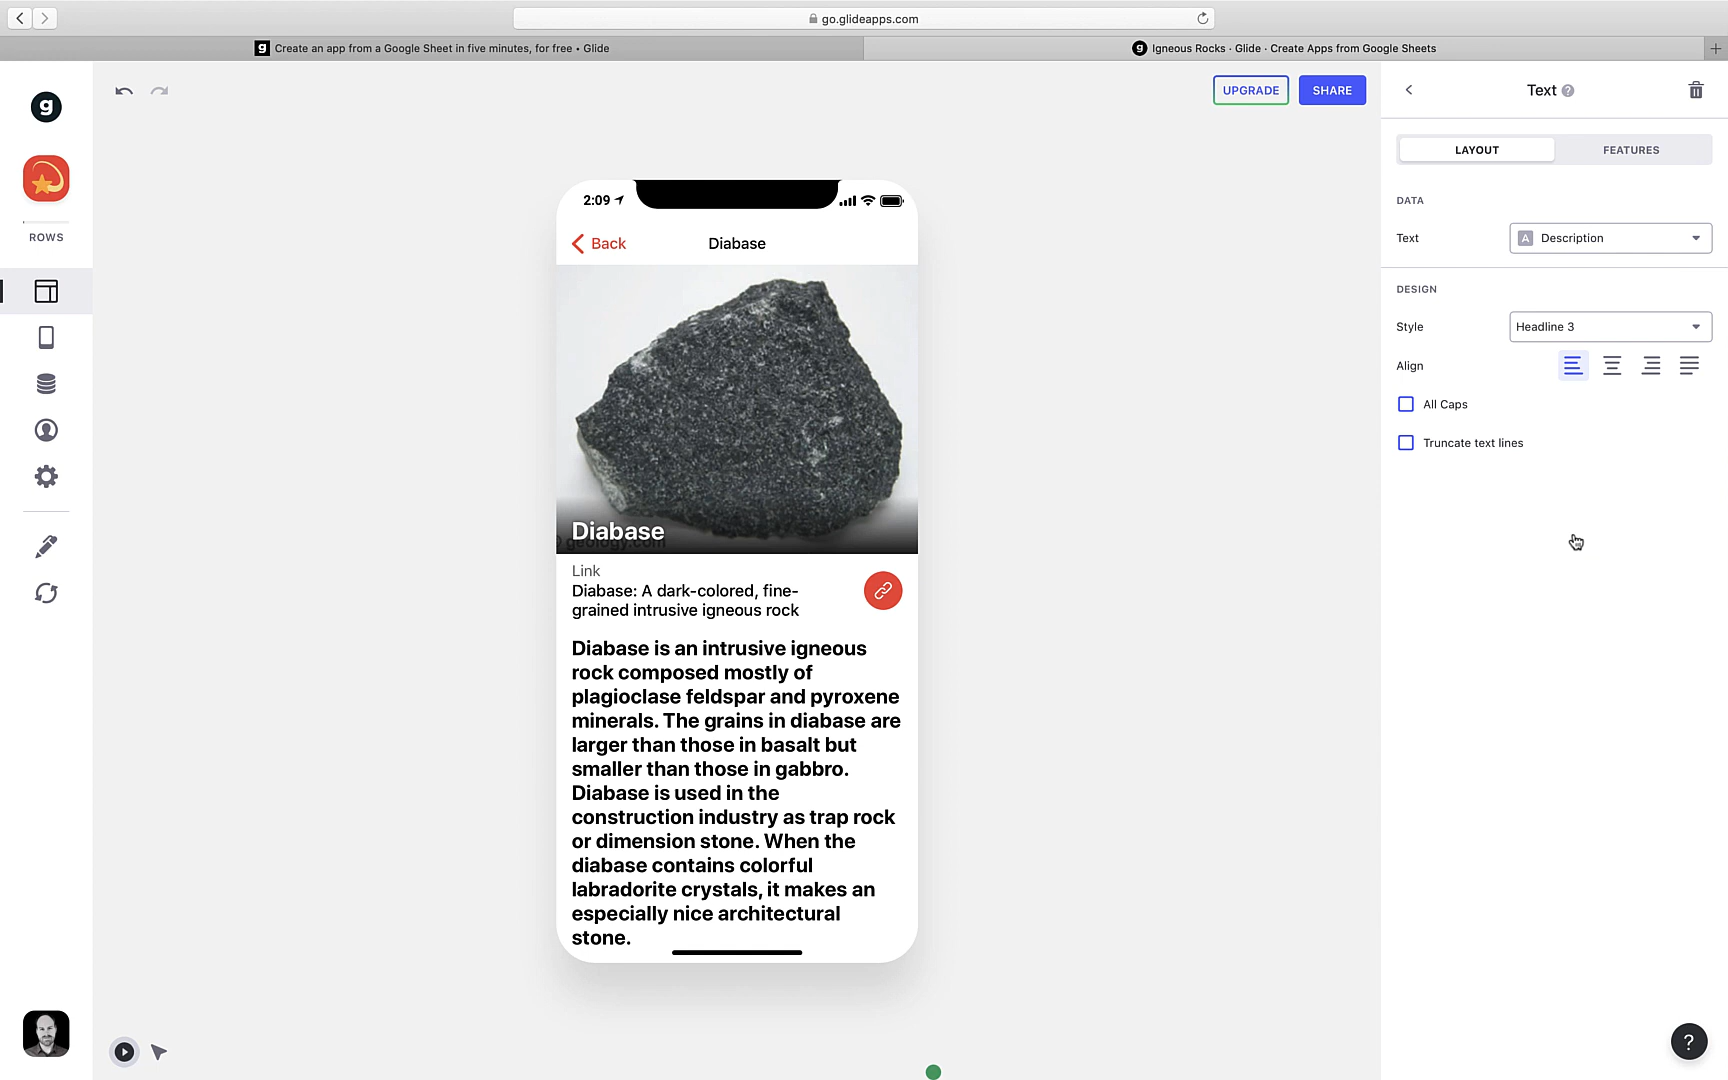 go.glideapps.com
Create an app from a Google Sheet in five minutes, for free • Glide
Igneous Rocks · Glide · Create Apps from Google Sheets
g
ROWS
UPGRADE
SHARE
2:09
Back
Diabase
Diabase
geology.com
Link
Diabase: A dark-colored, fine-
grained intrusive igneous rock
Diabase is an intrusive igneous
rock composed mostly of
plagioclase feldspar and pyroxene
minerals. The grains in diabase are
larger than those in basalt but
smaller than those in gabbro.
Diabase is used in the
construction industry as trap rock
or dimension stone. When the
diabase contains colorful
labradorite crystals, it makes an
especially nice architectural
stone.
Text ?
LAYOUT
FEATURES
DATA
Text
A Description
DESIGN
Style
Headline 3
Align
All Caps
Truncate text lines
?